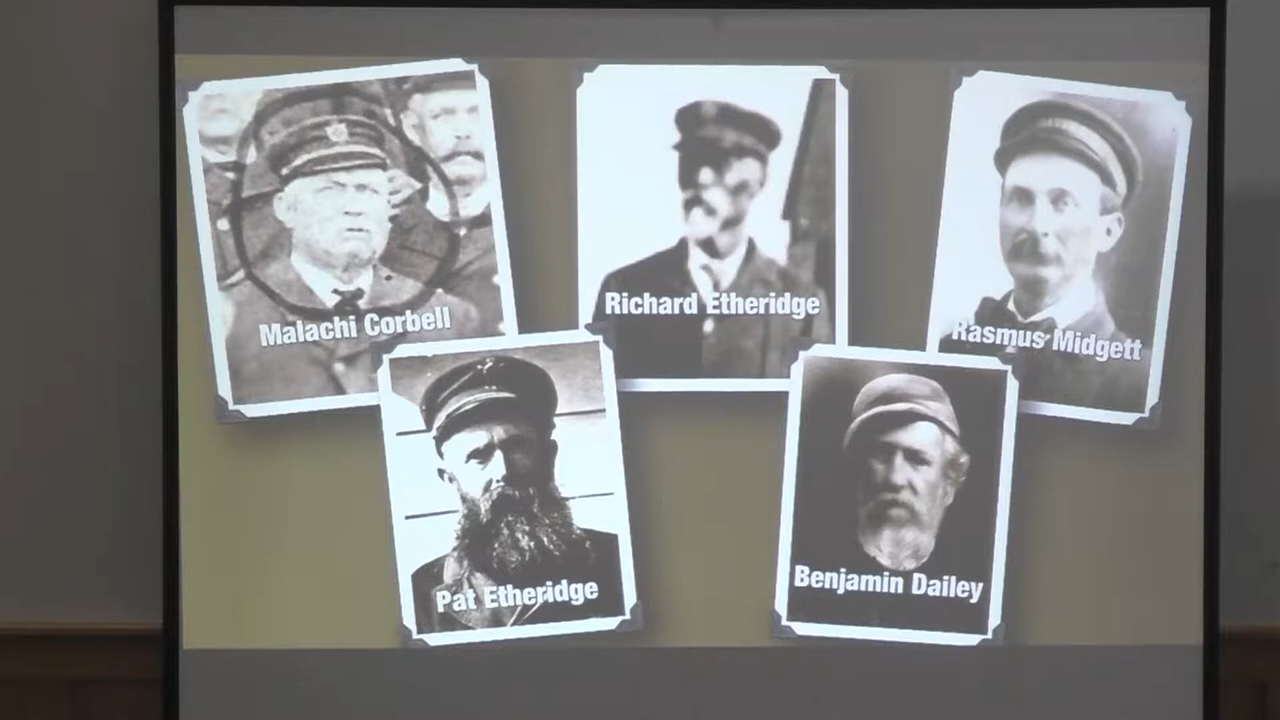 Malachi Corbell
Richard Etheridge
Rasmus Midgett
Pat Etheridge
Benjamin Dailey